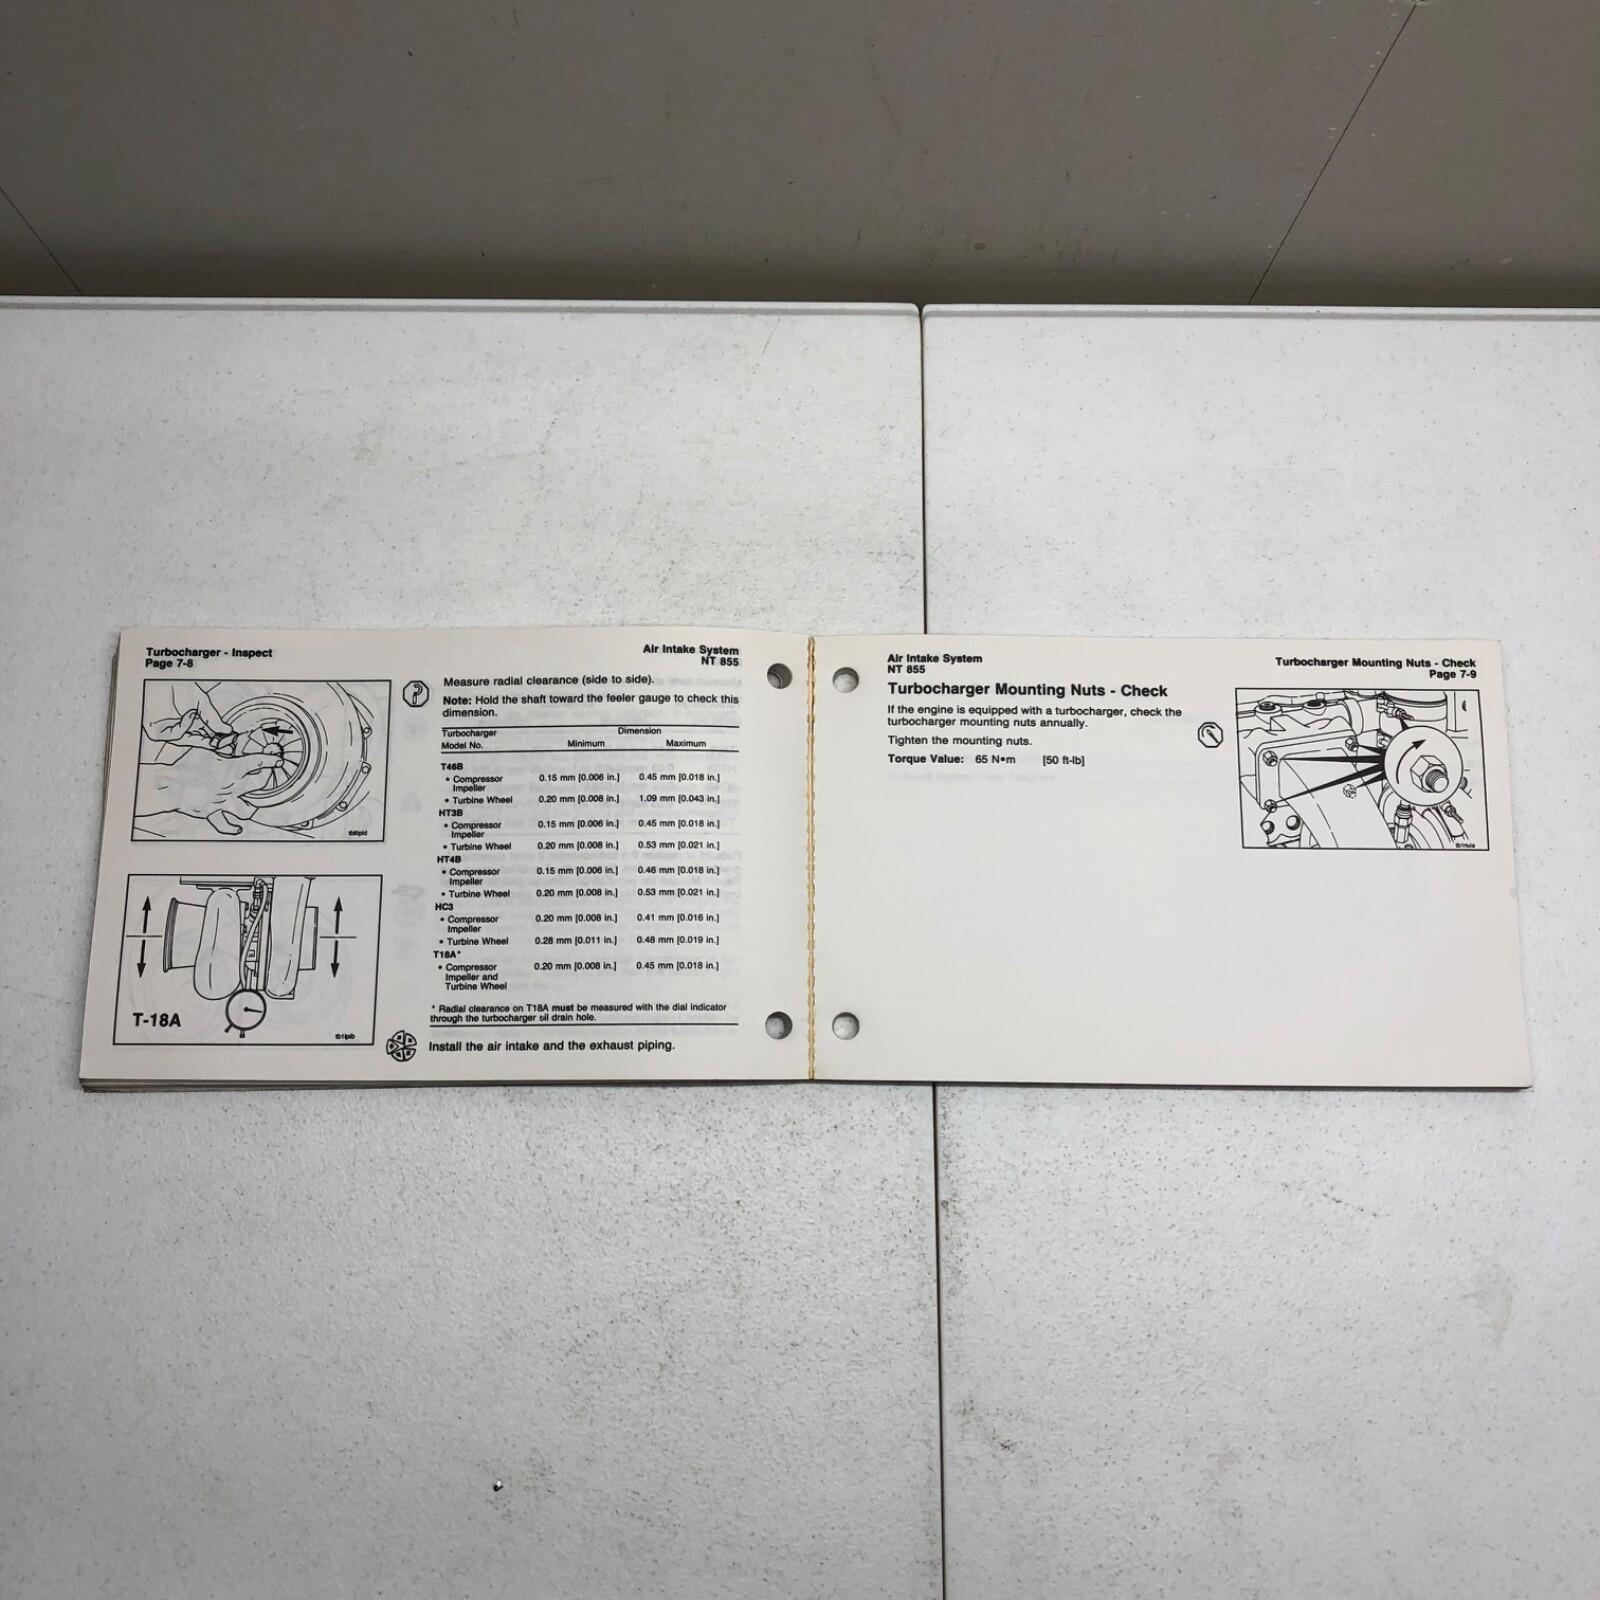 Turbocharger - Inspect
Page 7-8
Air Intake System
NT 855
Measure radial clearance (side to side).
Note: Hold the shaft toward the feeler gauge to check this
dimension.
Turbocharger Dimension
Model No. Minimum Maximum
T46B
• Compressor 0.15 mm [0.006 in.] 0.45 mm [0.018 in.]
Impeller
• Turbine Wheel 0.20 mm [0.008 in.] 1.09 mm [0.043 in.]
HT3B
• Compressor 0.15 mm [0.006 in.] 0.45 mm [0.018 in.]
Impeller
• Turbine Wheel 0.20 mm [0.008 in.] 0.53 mm [0.021 in.]
HT4B
• Compressor 0.15 mm [0.006 in.] 0.46 mm [0.018 in.]
Impeller
• Turbine Wheel 0.20 mm [0.008 in.] 0.53 mm [0.021 in.]
HC3
• Compressor 0.20 mm [0.008 in.] 0.41 mm [0.016 in.]
Impeller
• Turbine Wheel 0.28 mm [0.011 in.] 0.48 mm [0.019 in.]
T18A*
• Compressor 0.20 mm [0.008 in.] 0.45 mm [0.018 in.]
Impeller and
Turbine Wheel
* Radial clearance on T18A must be measured with the dial indicator
through the turbocharger oil drain hole.
T-18A
Install the air intake and the exhaust piping.
Air Intake System
NT 855
Turbocharger Mounting Nuts - Check
Page 7-9
Turbocharger Mounting Nuts - Check
If the engine is equipped with a turbocharger, check the
turbocharger mounting nuts annually.
Tighten the mounting nuts.
Torque Value: 65 N•m [50 ft-lb]